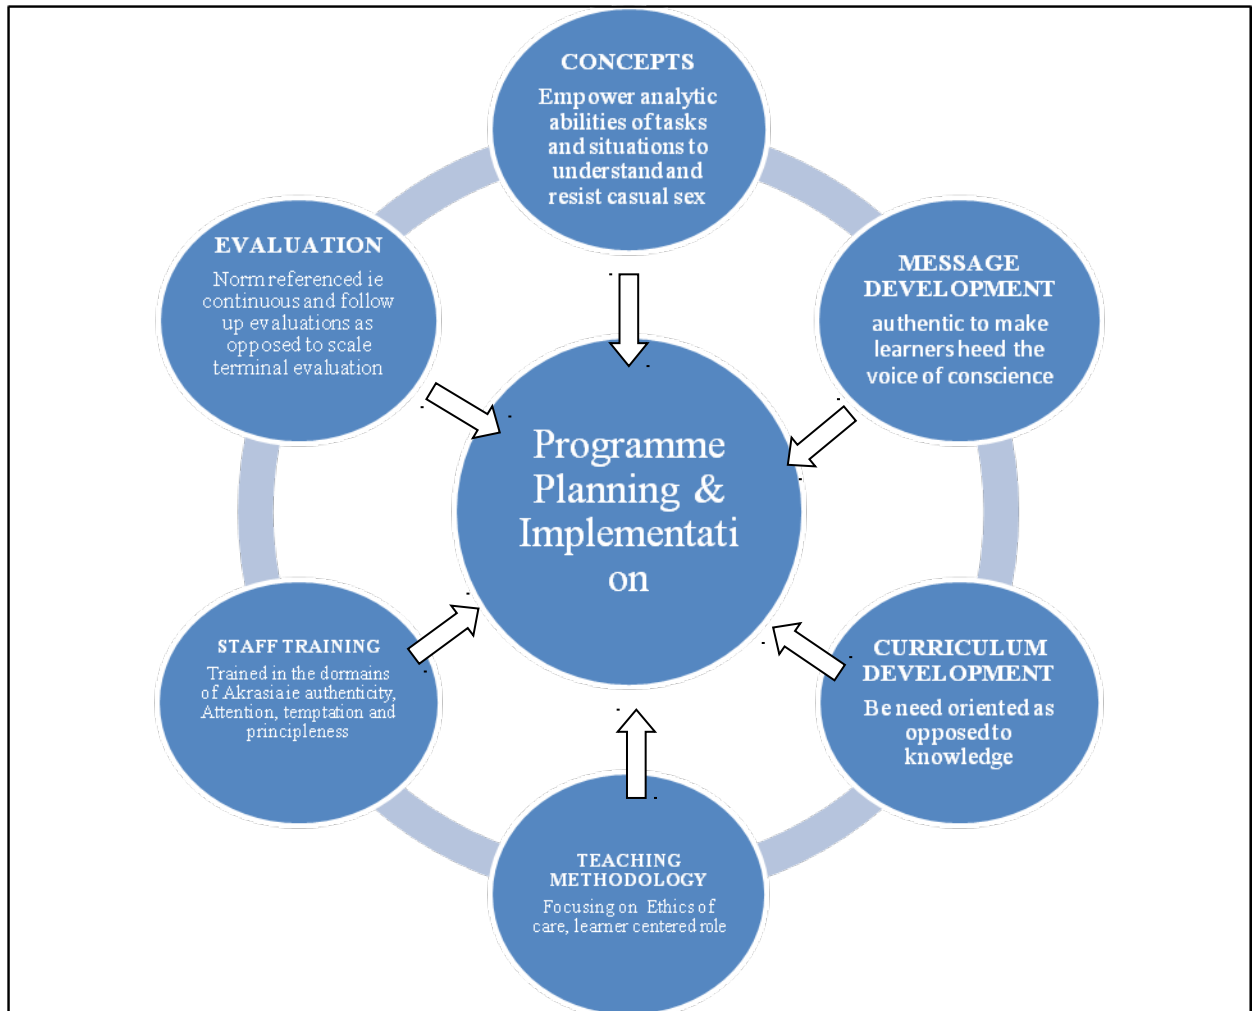 CONCEPTS
Empower analytic
abilities of tasks
and situations to
understand and
resist casual sex
MESSAGE
DEVELOPMENT
authentic to make
learners heed the
voice of conscience
CURRICULUM
DEVELOPMENT
Be need oriented as
opposed to
knowledge
TEACHING
METHODOLOGY
Focusing on Ethics of
care, learner centered role
STAFF TRAINING
Trained in the dormains
of Akrasia ie authenticity,
Attention, temptation and
principleness
EVALUATION
Norm referenced ie
continuous and follow
up evaluations as
opposed to scale
terminal evaluation
Programme
Planning &
Implementati
on